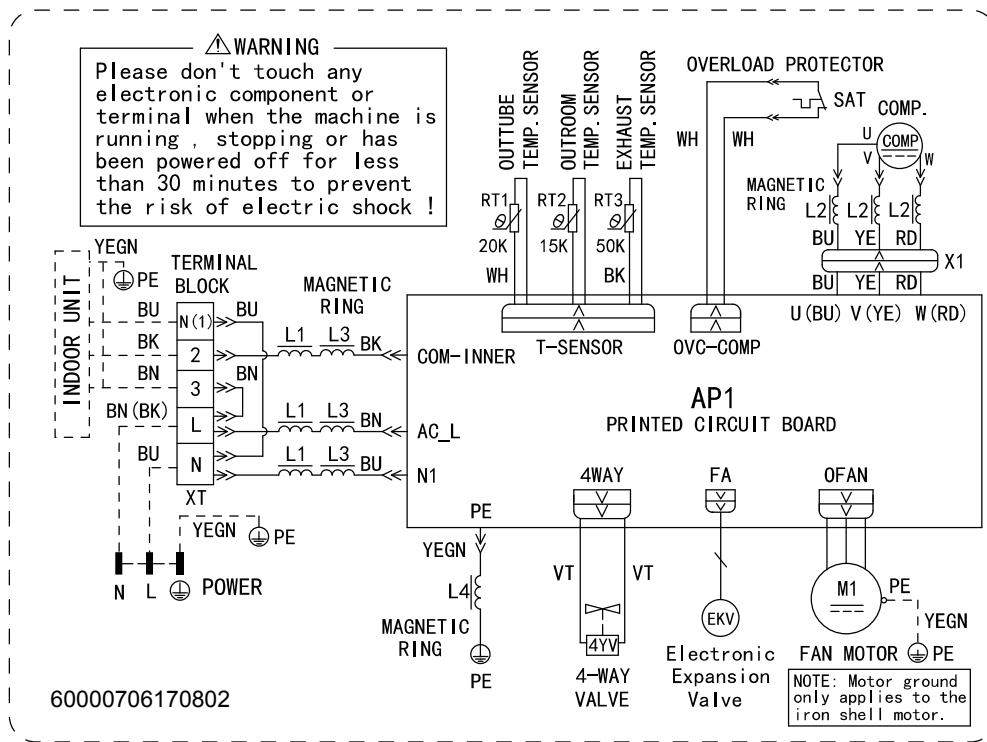 WARNING
Please don't touch any
electronic component or
terminal when the machine is
running , stopping or has
been powered off for less
than 30 minutes to prevent
the risk of electric shock !
OUTTUBE
TEMP. SENSOR
OUTROOM
TEMP. SENSOR
EXHAUST
TEMP. SENSOR
RT1
RT2
RT3
20K
15K
50K
WH
BK
OVERLOAD PROTECTOR
SAT
WH
WH
COMP.
COMP
U
V
W
MAGNETIC
RING
L2
L2
L2
BU
YE
RD
X1
BU
YE
RD
U(BU)
V(YE)
W(RD)
YEGN
PE
INDOOR UNIT
TERMINAL
BLOCK
BU
N(1)
BU
BK
2
BN
3
BN
BN(BK)
L
BU
N
XT
MAGNETIC
RING
L1
L3
BK
COM-INNER
L1
L3
BN
AC_L
L1
L3
BU
N1
T-SENSOR
OVC-COMP
AP1
PRINTED CIRCUIT BOARD
4WAY
FA
OFAN
PE
YEGN
PE
N
L
POWER
YEGN
L4
MAGNETIC
RING
PE
VT
VT
4YV
4-WAY
VALVE
EKV
Electronic
Expansion
Valve
M1
PE
YEGN
FAN MOTOR
PE
NOTE: Motor ground
only applies to the
iron shell motor.
60000706170802